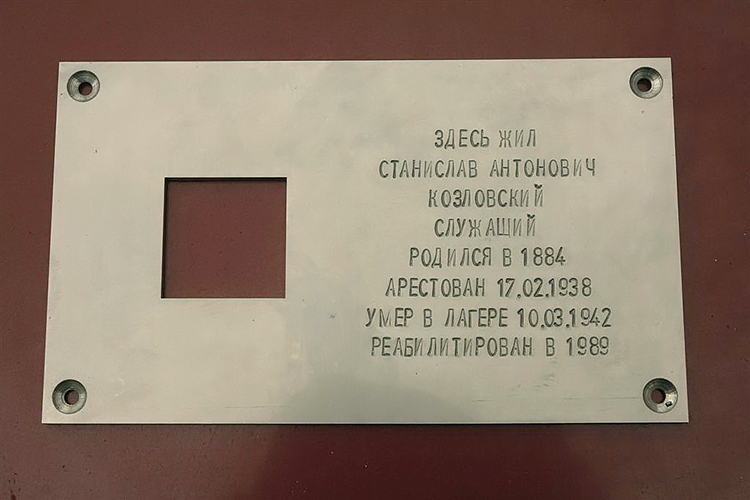 ЗДЕСЬ ЖИЛ
СТАНИСЛАВ АНТОНОВИЧ
КОЗЛОВСКИЙ
СЛУЖАЩИЙ
РОДИЛСЯ В 1884
АРЕСТОВАН 17.02.1938
УМЕР В ЛАГЕРЕ 10.03.1942
РЕАБИЛИТИРОВАН В 1989